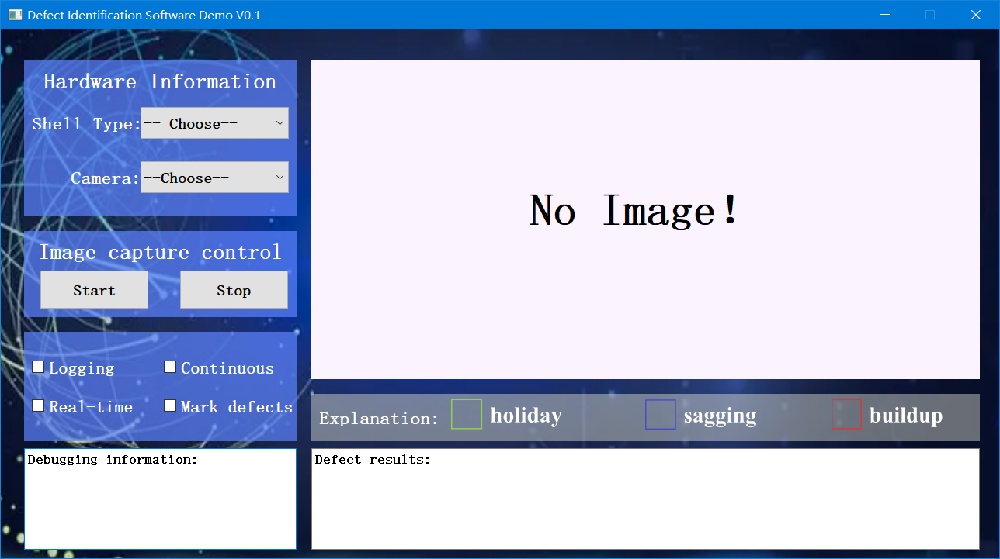 Defect Identification Software Demo V0.1
Hardware Information
Shell Type: -- Choose--
Camera: --Choose--
Image capture control
Start Stop
Logging Continuous
Real-time Mark defects
Debugging information:
No Image!
Explanation: holiday sagging buildup
Defect results: